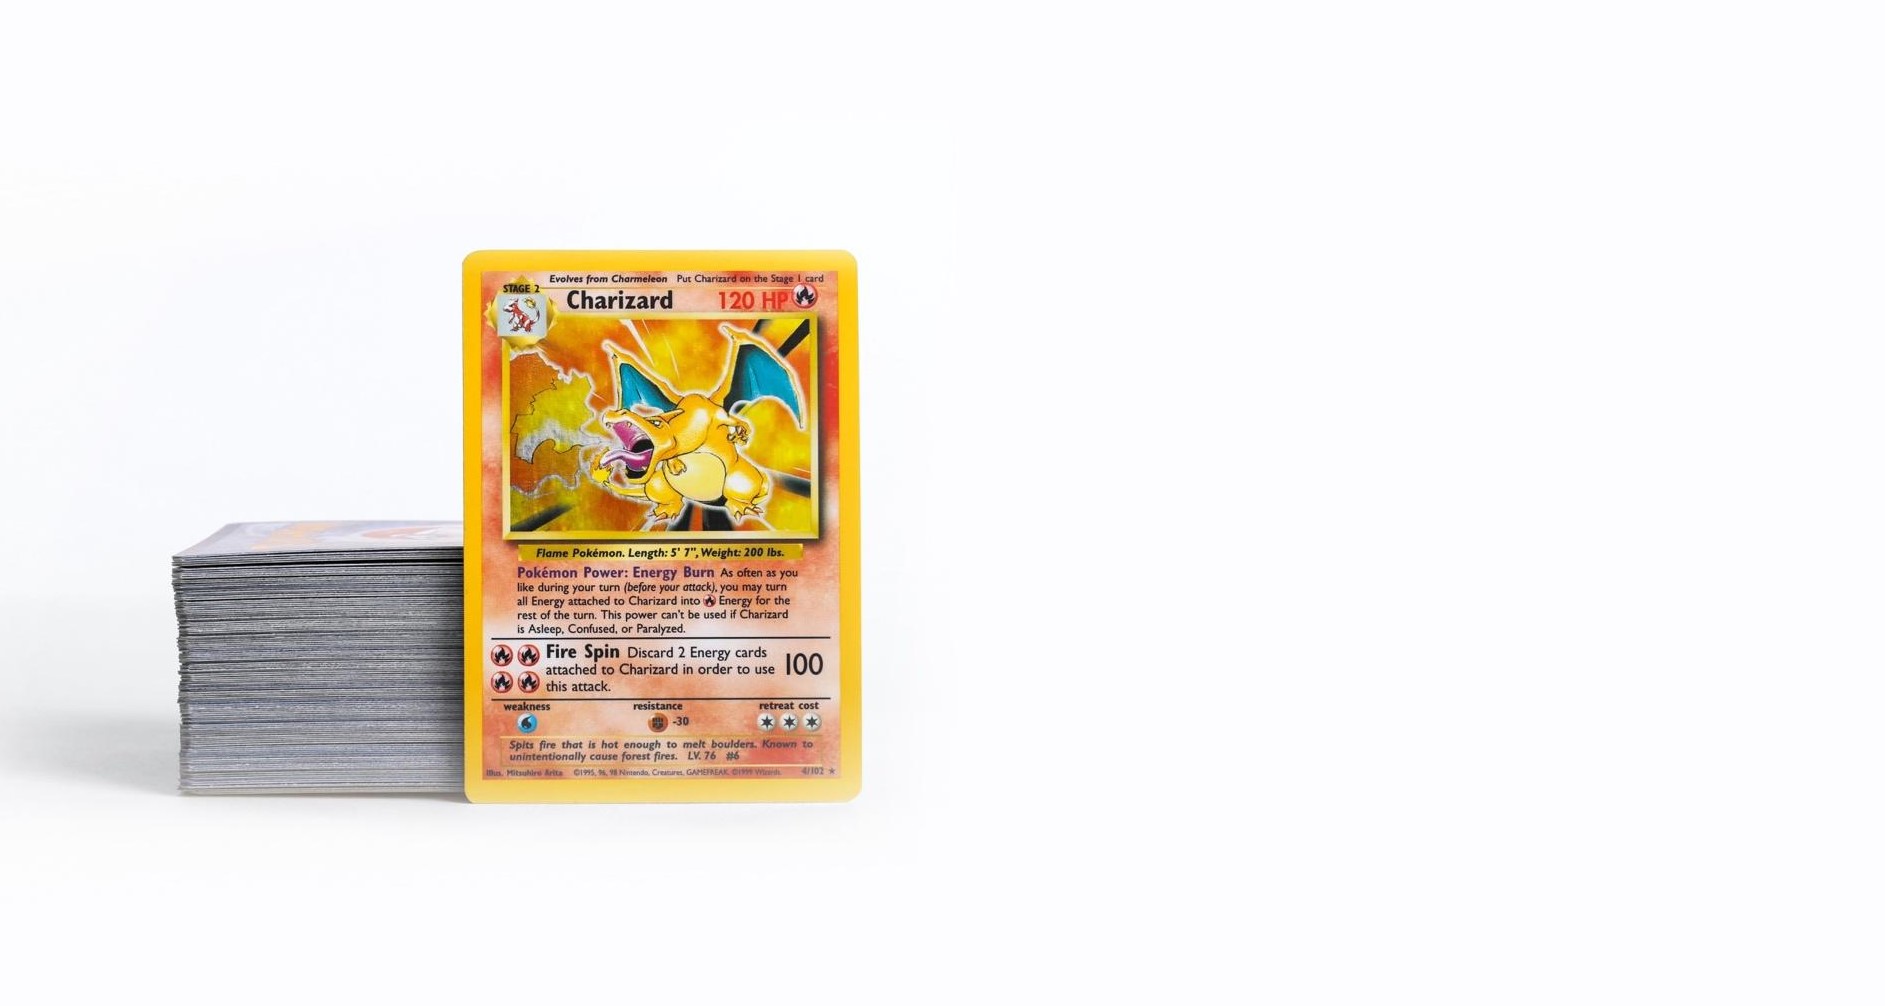 Evolves from Charmeleon Put Charizard on the Stage 1 card
STAGE 2
Charizard 120 HP
Flame Pokémon. Length: 5' 7", Weight: 200 lbs.
Pokémon Power: Energy Burn As often as you
like during your turn (before your attack), you may turn
all Energy attached to Charizard into Energy for the
rest of the turn. This power can't be used if Charizard
is Asleep, Confused, or Paralyzed.
Fire Spin Discard 2 Energy cards
attached to Charizard in order to use 100
this attack.
weakness resistance retreat cost
-30
Spits fire that is hot enough to melt boulders. Known to
unintentionally cause forest fires. LV. 76 #6
Illus. Mitsuhiro Arita ©1995, 96, 98 Nintendo, Creatures, GAMEFREAK. ©1999 Wizards. 4/102 ★